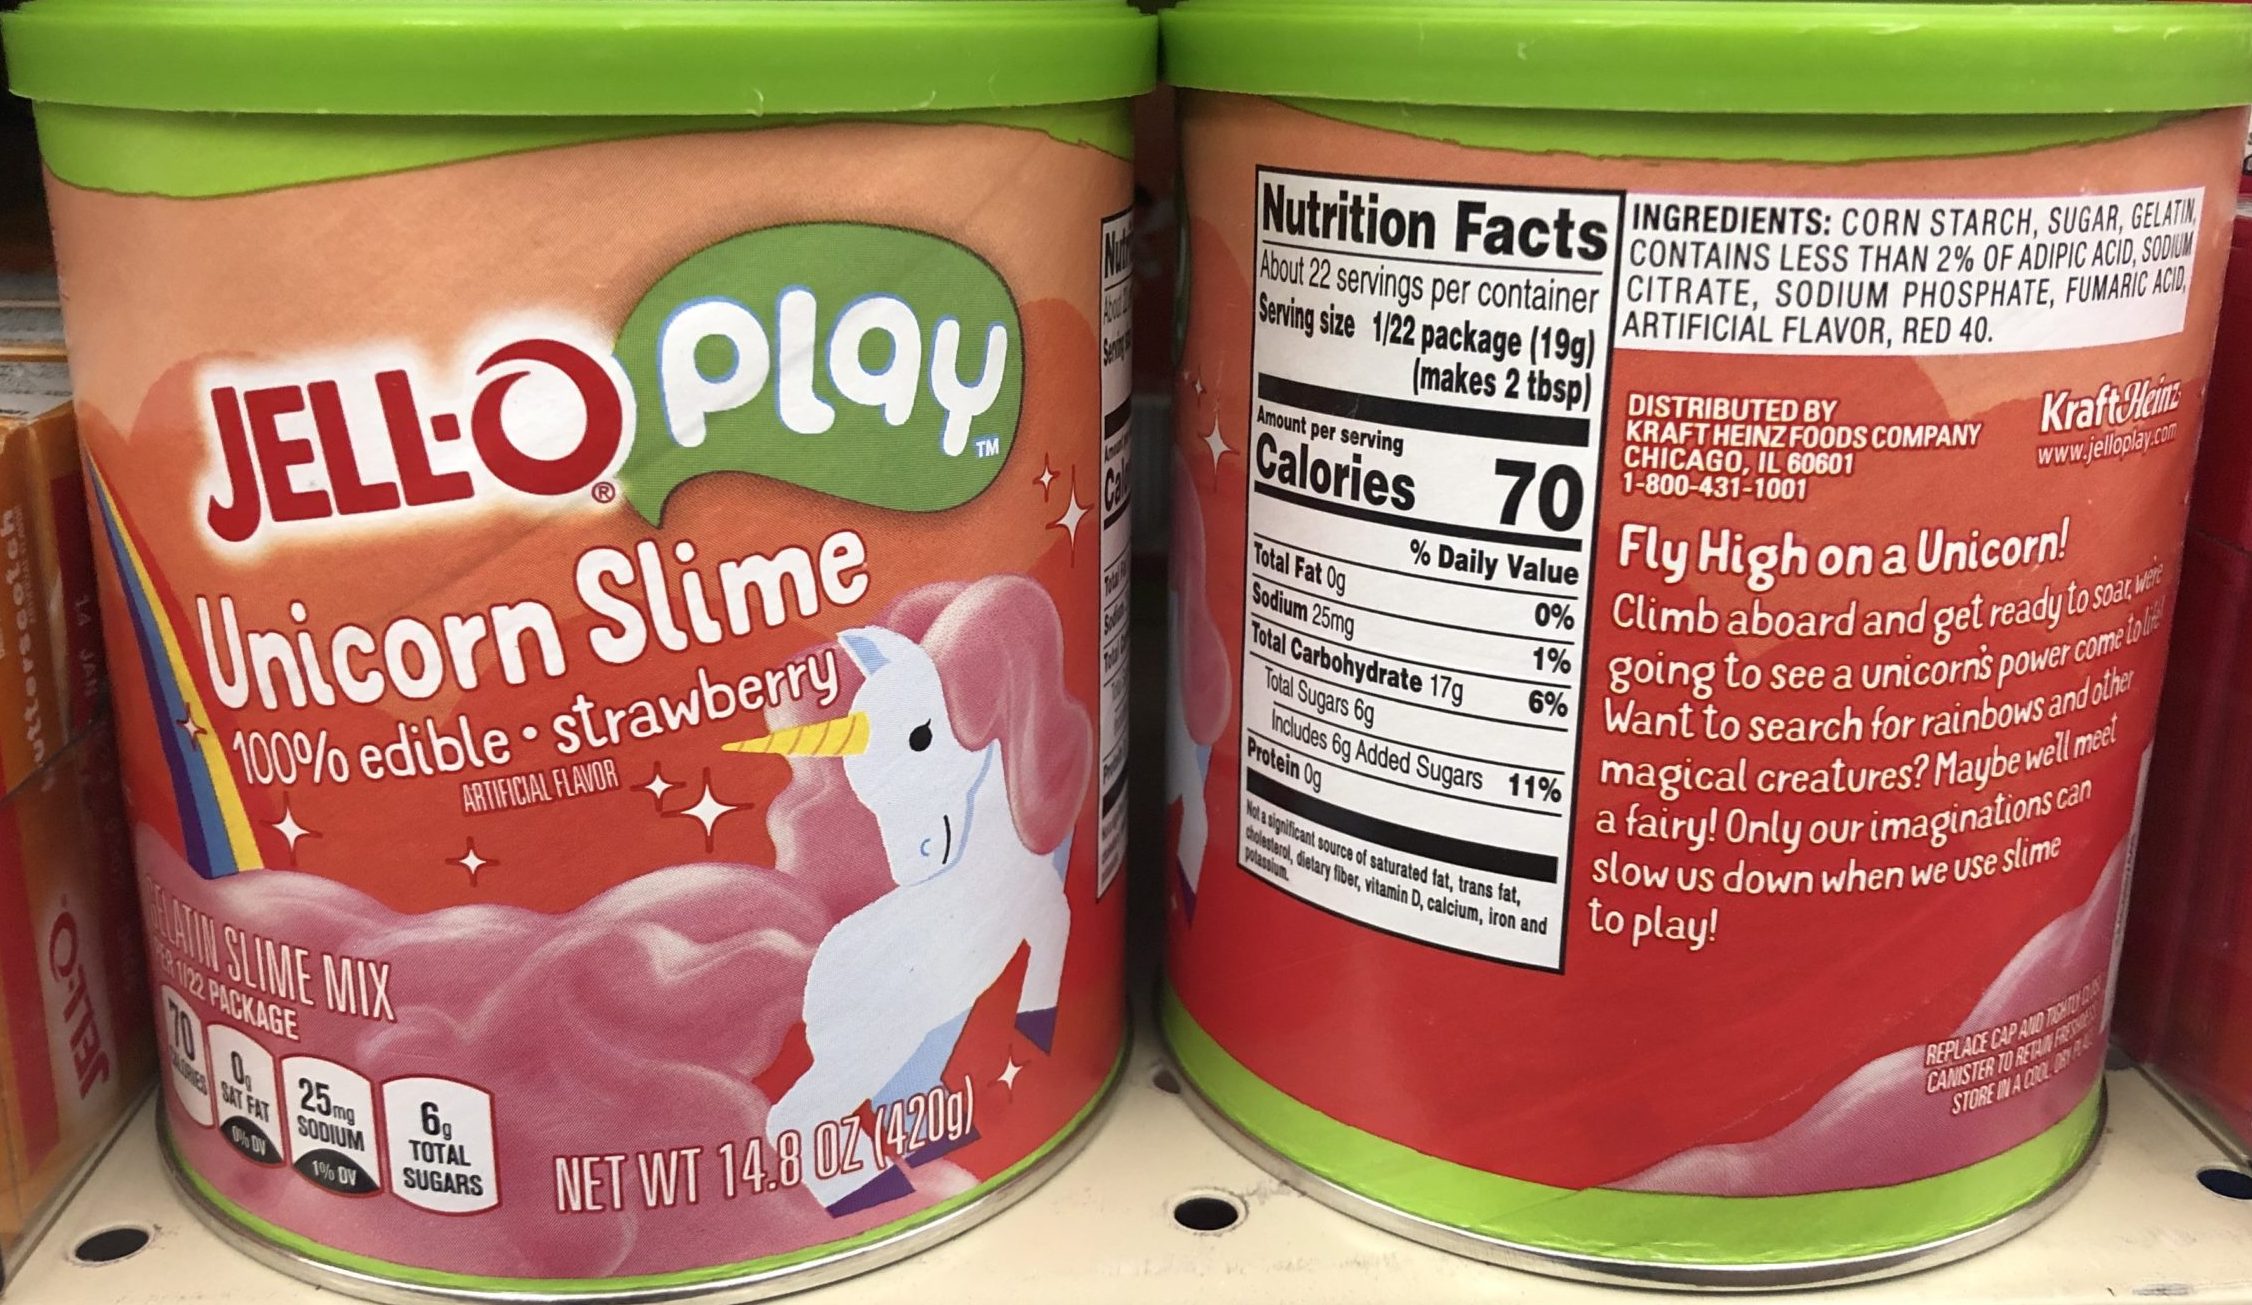 JELL-O®
play™
Unicorn Slime
100% edible • strawberry
ARTIFICIAL FLAVOR
GELATIN SLIME MIX
PER 1/22 PACKAGE
70
CALORIES
0g
SAT FAT
0% DV
25mg
SODIUM
1% DV
6g
TOTAL
SUGARS
NET WT 14.8 OZ (420g)
Nutrition Facts
About 22 servings per container
Serving size 1/22 package (19g)
(makes 2 tbsp)
Amount per serving
Calories 70
% Daily Value
Total Fat 0g 0%
Sodium 25mg 1%
Total Carbohydrate 17g 6%
Total Sugars 6g
Includes 6g Added Sugars 11%
Protein 0g
Not a significant source of saturated fat, trans fat,
cholesterol, dietary fiber, vitamin D, calcium, iron and
potassium.
INGREDIENTS: CORN STARCH, SUGAR, GELATIN,
CONTAINS LESS THAN 2% OF ADIPIC ACID, SODIUM
CITRATE, SODIUM PHOSPHATE, FUMARIC ACID,
ARTIFICIAL FLAVOR, RED 40.
DISTRIBUTED BY
KRAFT HEINZ FOODS COMPANY
CHICAGO, IL 60601
1-800-431-1001
KraftHeinz
www.jelloplay.com
Fly High on a Unicorn!
Climb aboard and get ready to soar, we're
going to see a unicorn's power come to life!
Want to search for rainbows and other
magical creatures? Maybe we'll meet
a fairy! Only our imaginations can
slow us down when we use slime
to play!
REPLACE CAP AND TIGHTLY
CANISTER TO RETAIN
STORE IN A COOL, DRY
JELL-O
14 JAN